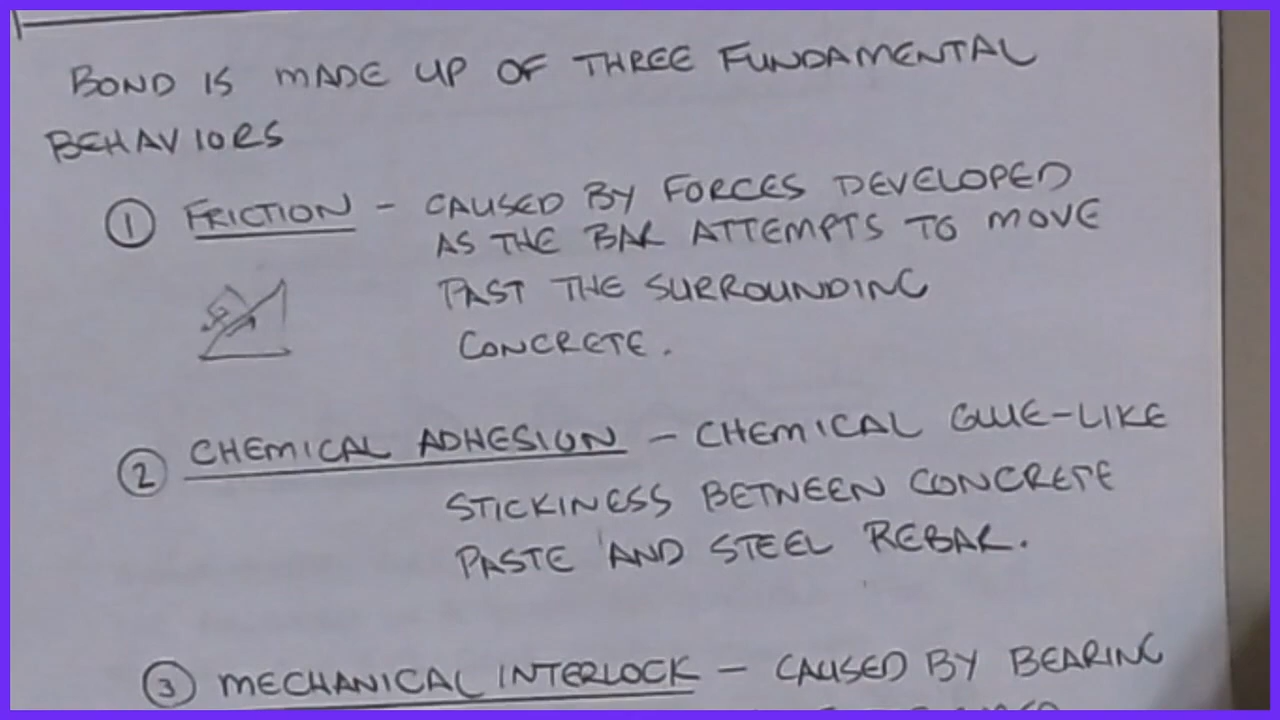 BOND IS MADE UP OF THREE FUNDAMENTAL
BEHAVIORS
① FRICTION - CAUSED BY FORCES DEVELOPED
AS THE BAR ATTEMPTS TO MOVE
PAST THE SURROUNDING
CONCRETE.
② CHEMICAL ADHESION - CHEMICAL GLUE-LIKE
STICKINESS BETWEEN CONCRETE
PASTE AND STEEL REBAR.
③ MECHANICAL INTERLOCK - CAUSED BY BEARING